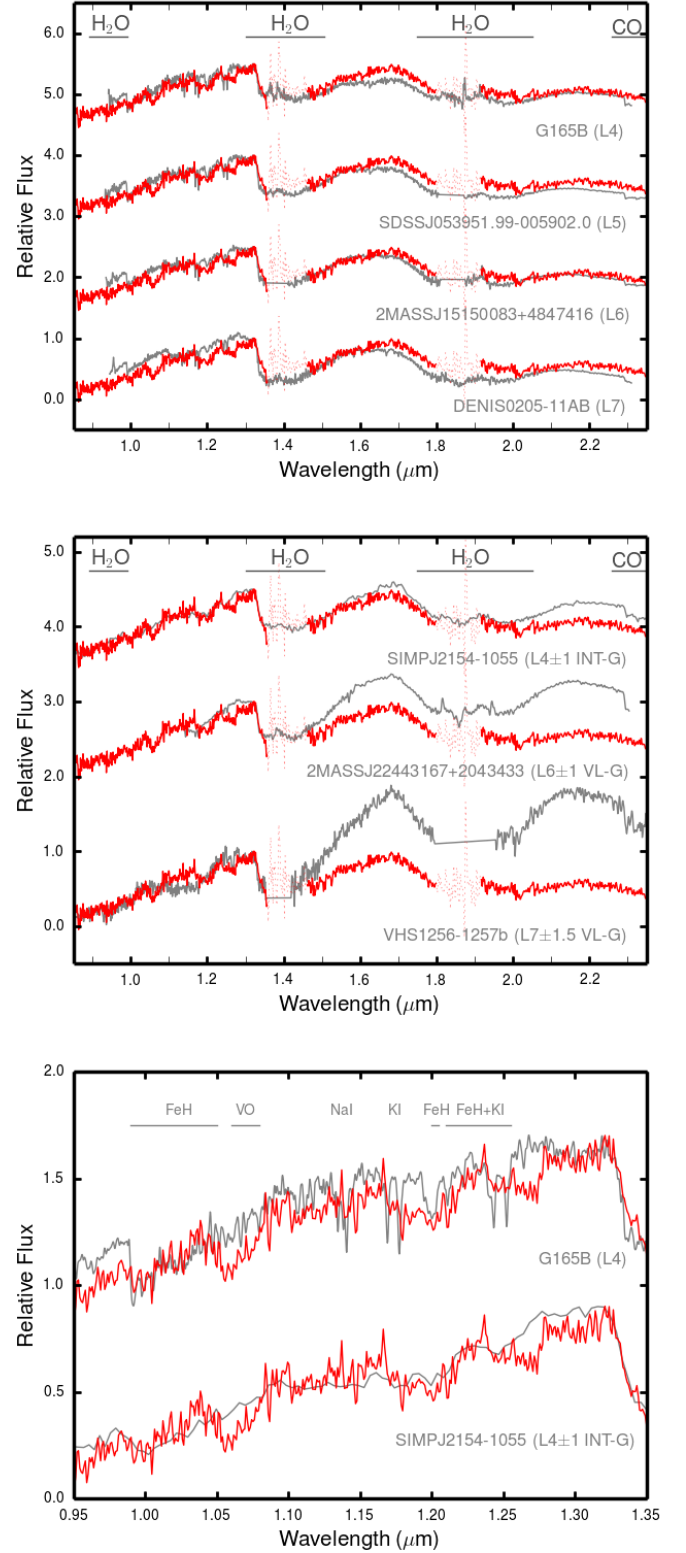 H₂O H₂O H₂O CO
6.0
5.0
4.0
3.0
2.0
1.0
0.0
Relative Flux
G165B (L4)
SDSSJ053951.99-005902.0 (L5)
2MASSJ15150083+4847416 (L6)
DENIS0205-11AB (L7)
1.0 1.2 1.4 1.6 1.8 2.0 2.2
Wavelength (μm)
H₂O H₂O H₂O CO
5.0
4.0
3.0
2.0
1.0
0.0
Relative Flux
SIMPJ2154-1055 (L4±1 INT-G)
2MASSJ22443167+2043433 (L6±1 VL-G)
VHS1256-1257b (L7±1.5 VL-G)
1.0 1.2 1.4 1.6 1.8 2.0 2.2
Wavelength (μm)
2.0
1.5
1.0
0.5
0.0
Relative Flux
FeH VO NaI KI FeH FeH+KI
G165B (L4)
SIMPJ2154-1055 (L4±1 INT-G)
0.95 1.00 1.05 1.10 1.15 1.20 1.25 1.30 1.35
Wavelength (μm)